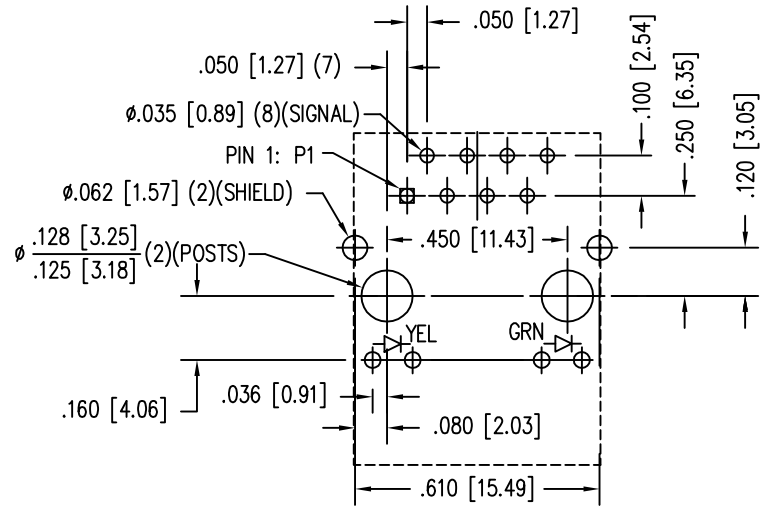 .050 [1.27]
.050 [1.27] (7)
ø.035 [0.89] (8)(SIGNAL)
PIN 1: P1
ø.062 [1.57] (2)(SHIELD)
ø .128 [3.25]
.125 [3.18] (2)(POSTS)
.100 [2.54]
.250 [6.35]
.120 [3.05]
.450 [11.43]
YEL
GRN
.036 [0.91]
.160 [4.06]
.080 [2.03]
.610 [15.49]